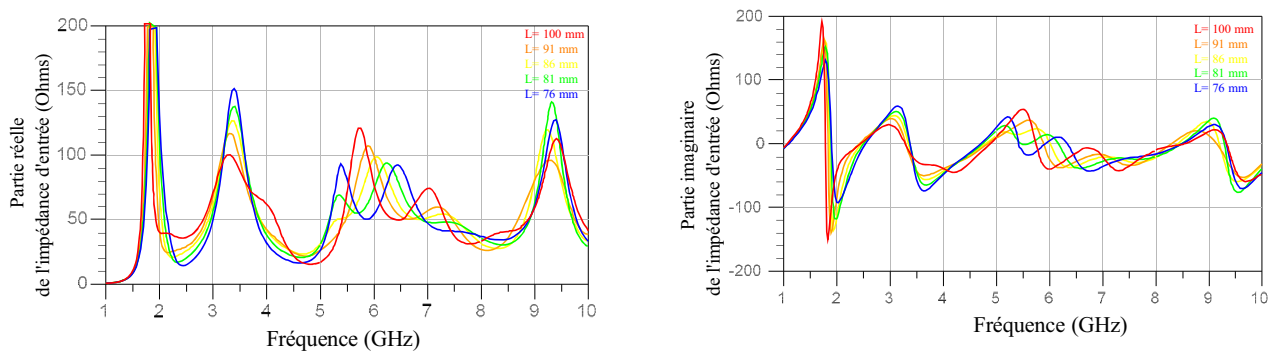 Partie réelle
de l'impédance d'entrée (Ohms)
200
150
100
50
0
L= 100 mm
L= 91 mm
L= 86 mm
L= 81 mm
L= 76 mm
1 2 3 4 5 6 7 8 9 10
Fréquence (GHz)
Partie imaginaire
de l'impédance d'entrée (Ohms)
200
100
0
-100
-200
L= 100 mm
L= 91 mm
L= 86 mm
L= 81 mm
L= 76 mm
1 2 3 4 5 6 7 8 9 10
Fréquence (GHz)